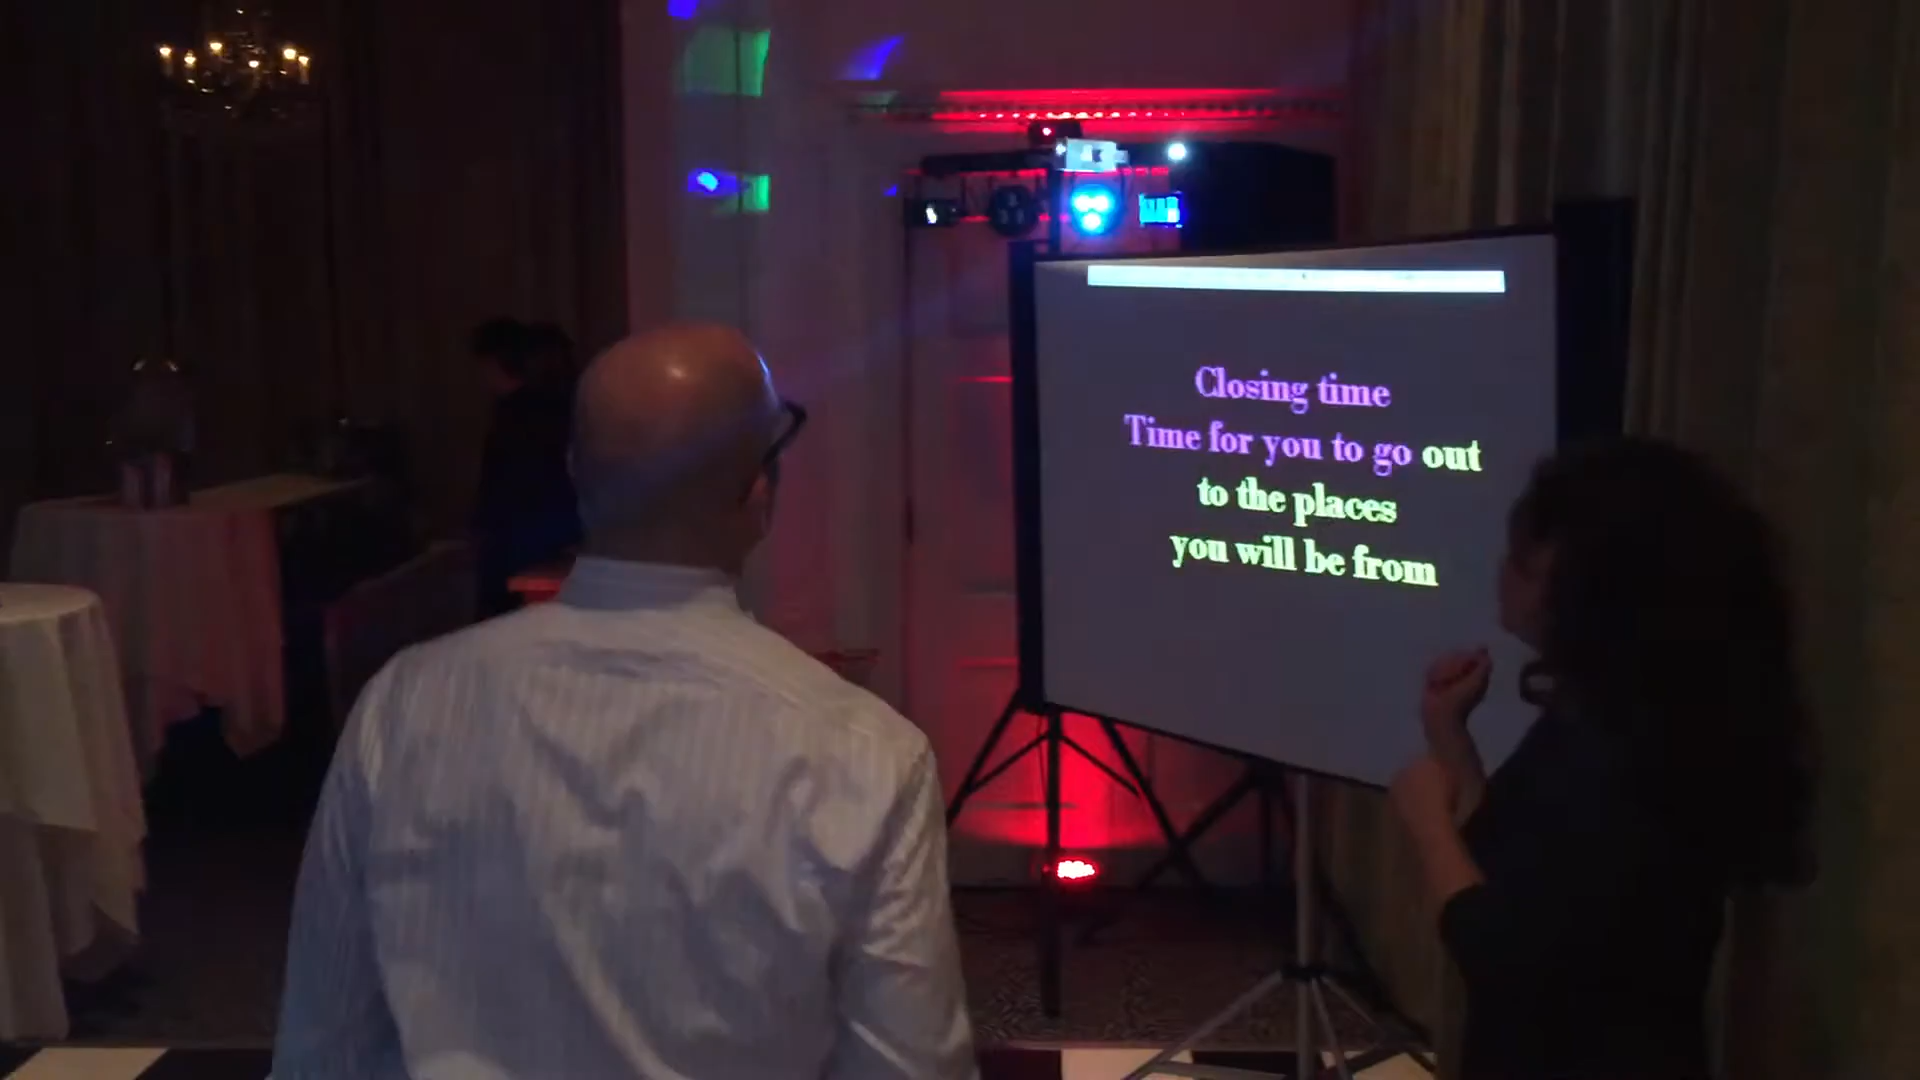 Closing time
Time for you to go out
to the places
you will be from